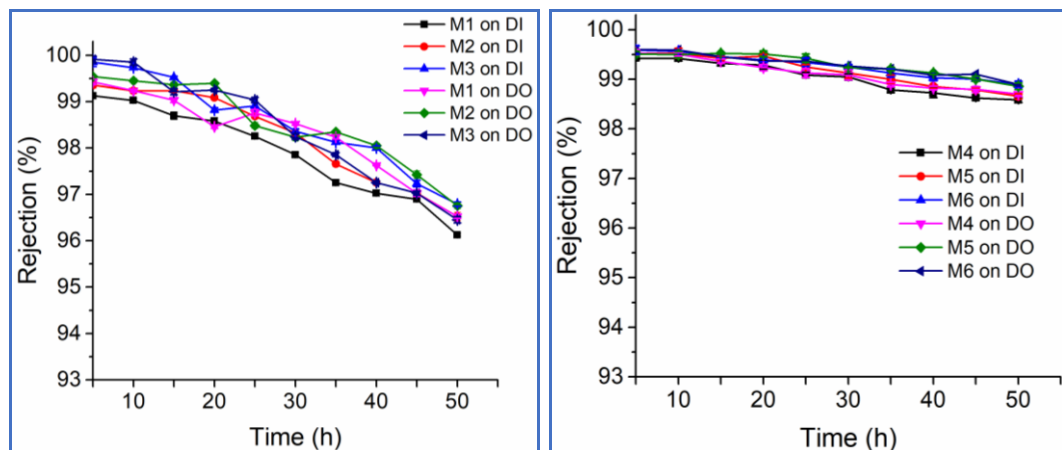 M1 on DI
M2 on DI
M3 on DI
M1 on DO
M2 on DO
M3 on DO
100
99
98
97
96
95
94
93
Rejection (%)
10
20
30
40
50
Time (h)
100
99
98
97
96
95
94
93
Rejection (%)
M4 on DI
M5 on DI
M6 on DI
M4 on DO
M5 on DO
M6 on DO
10
20
30
40
50
Time (h)